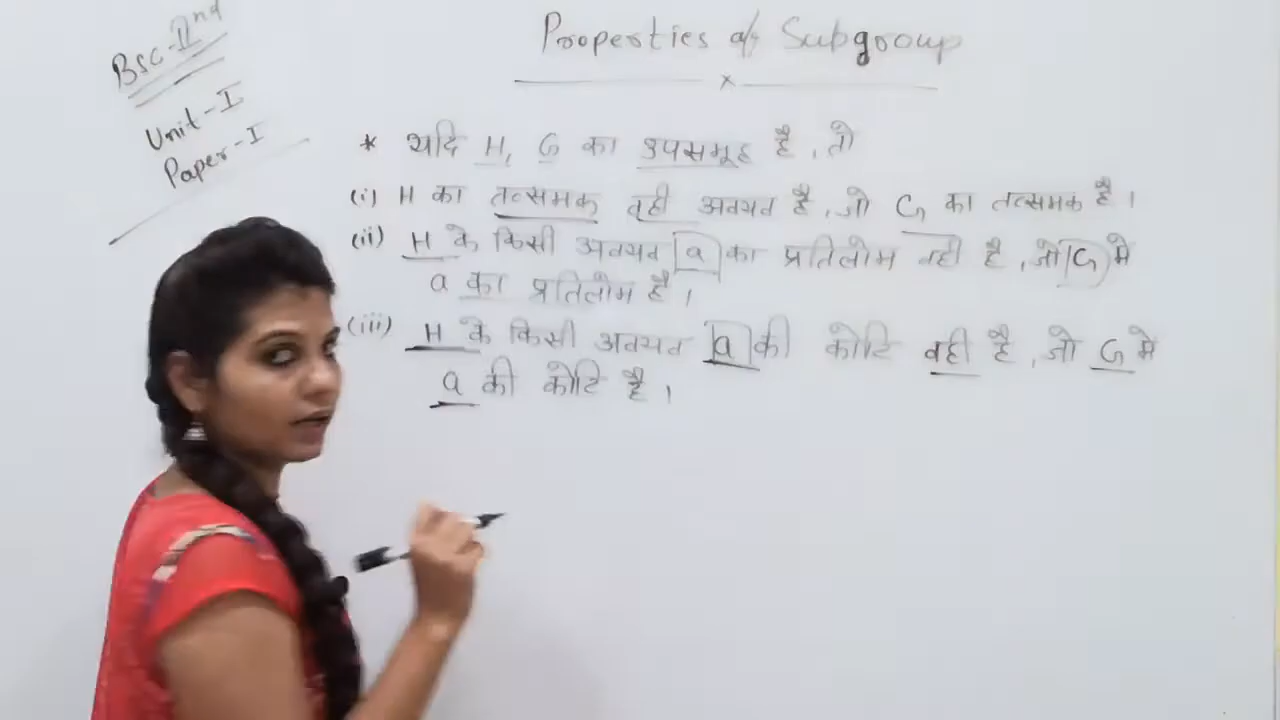 Bsc-IInd
Unit-I
Paper-I
Properties of Subgroup
* यदि H, G का उपसमूह है, तो
(i) H का तत्समक वही अवयव है, जो G का तत्समक है।
(ii) H के किसी अवयव a का प्रतिलोम वही है, जो G मे
a का प्रतिलोम है।
(iii) H के किसी अवयव a की कोटि वही है, जो G मे
a की कोटि है।